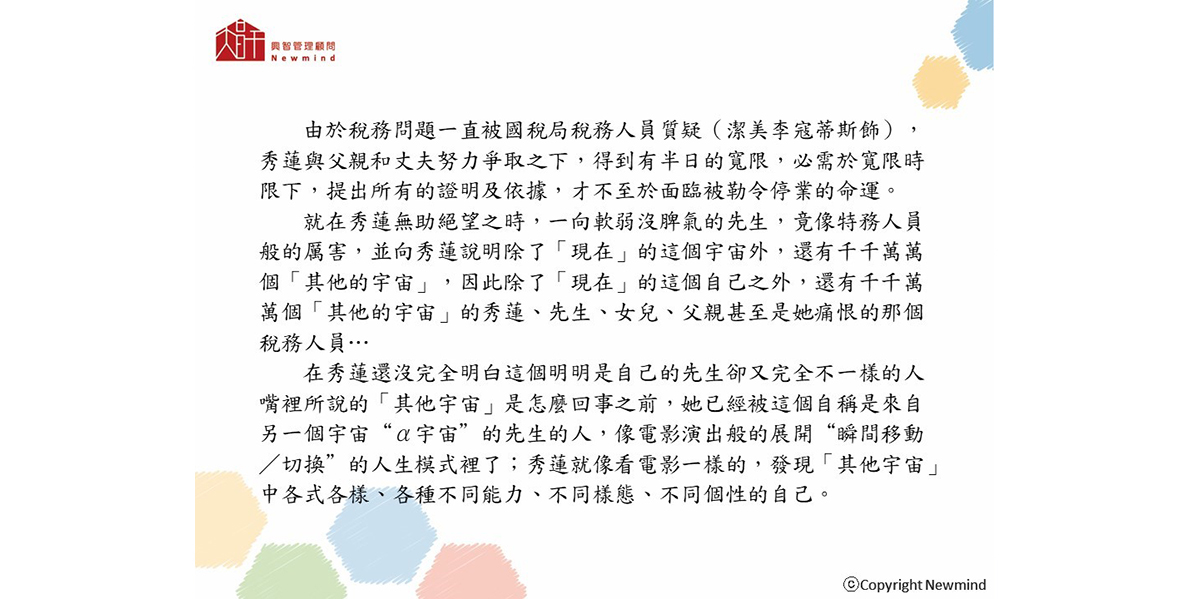 興智管理顧問
Newmind
由於稅務問題一直被國稅局稅務人員質疑（潔美李寇蒂斯飾），
秀蓮與父親和丈夫努力爭取之下，得到有半日的寬限，必需於寬限時
限下，提出所有的證明及依據，才不至於面臨被勒令停業的命運。
就在秀蓮無助絕望之時，一向軟弱沒脾氣的先生，竟像特務人員
般的厲害，並向秀蓮說明除了「現在」的這個宇宙外，還有千千萬萬
個「其他的宇宙」，因此除了「現在」的這個自己之外，還有千千萬
萬個「其他的宇宙」的秀蓮、先生、女兒、父親甚至是她痛恨的那個
稅務人員…
在秀蓮還沒完全明白這個明明是自己的先生卻又完全不一樣的人
嘴裡所說的「其他宇宙」是怎麼回事之前，她已經被這個自稱是來自
另一個宇宙“α宇宙”的先生的人，像電影演出般的展開“瞬間移動
／切換”的人生模式裡了；秀蓮就像看電影一樣的，發現「其他宇宙」
中各式各樣、各種不同能力、不同樣態、不同個性的自己。
ⓒCopyright Newmind